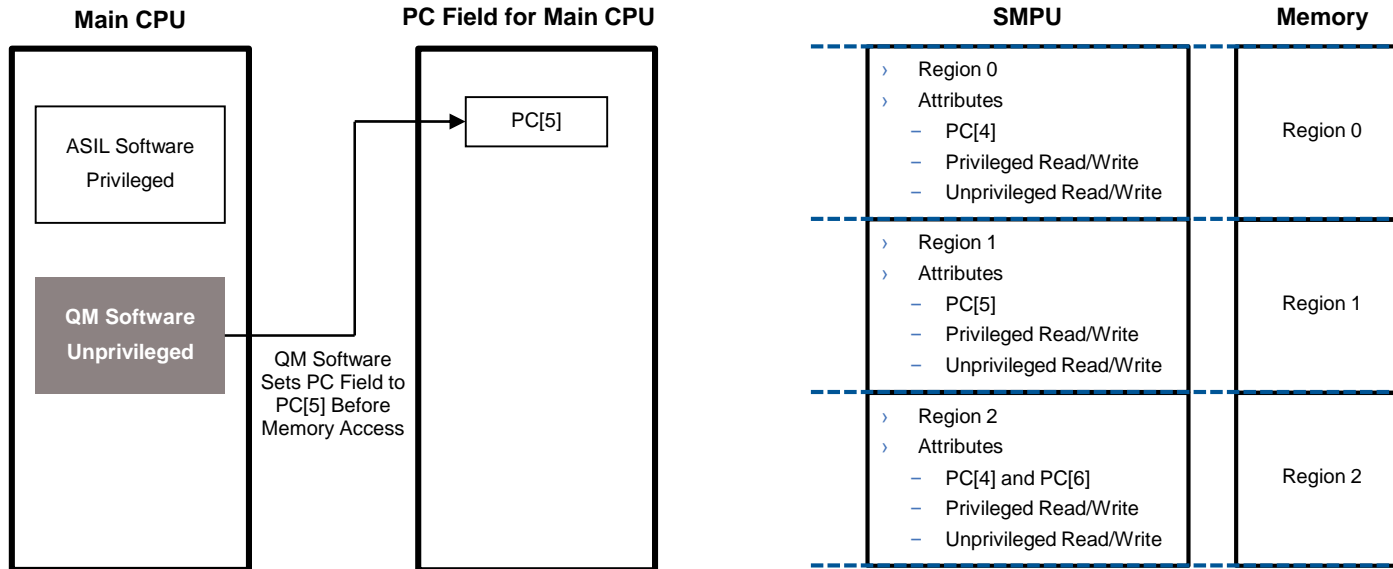 Main CPU
PC Field for Main CPU
SMPU
Memory
ASIL Software
Privileged
QM Software
Unprivileged
QM Software
Sets PC Field to
PC[5] Before
Memory Access
PC[5]
› Region 0
› Attributes
– PC[4]
– Privileged Read/Write
– Unprivileged Read/Write
Region 0
› Region 1
› Attributes
– PC[5]
– Privileged Read/Write
– Unprivileged Read/Write
Region 1
› Region 2
› Attributes
– PC[4] and PC[6]
– Privileged Read/Write
– Unprivileged Read/Write
Region 2